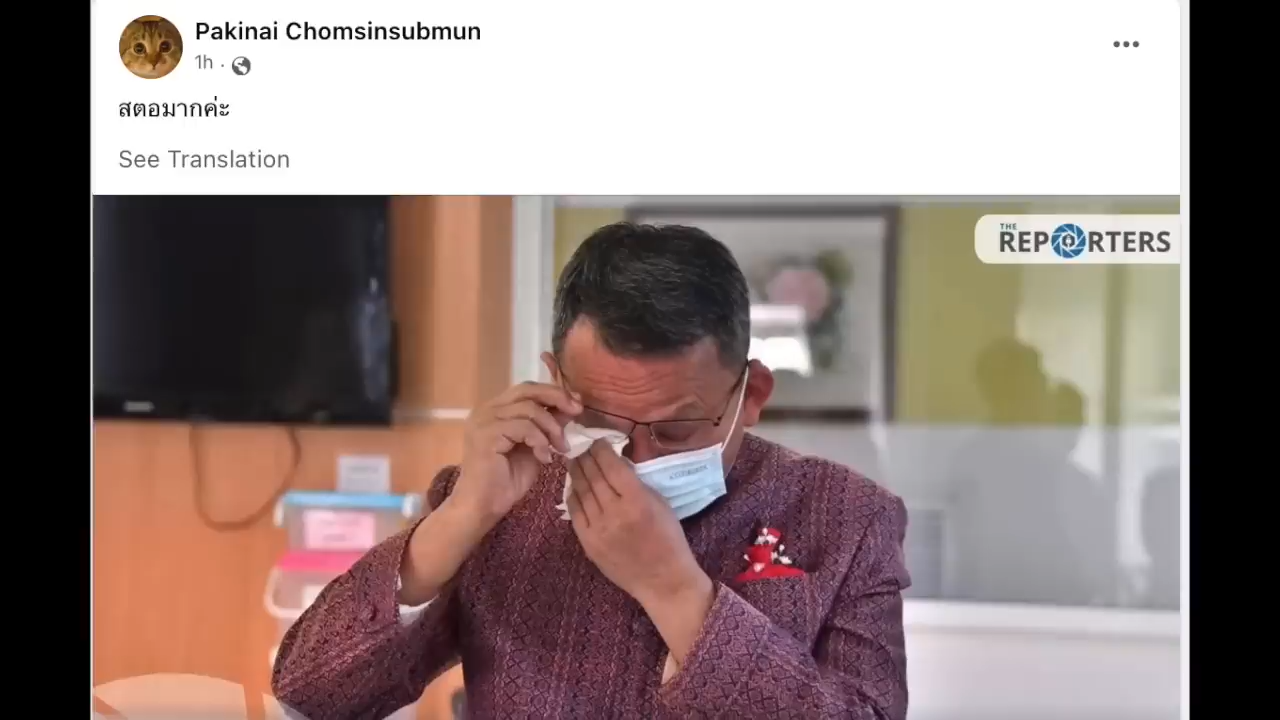 Pakinai Chomsinsubmun
1h ·
สตอมากค่ะ
See Translation
THE
REPORTERS